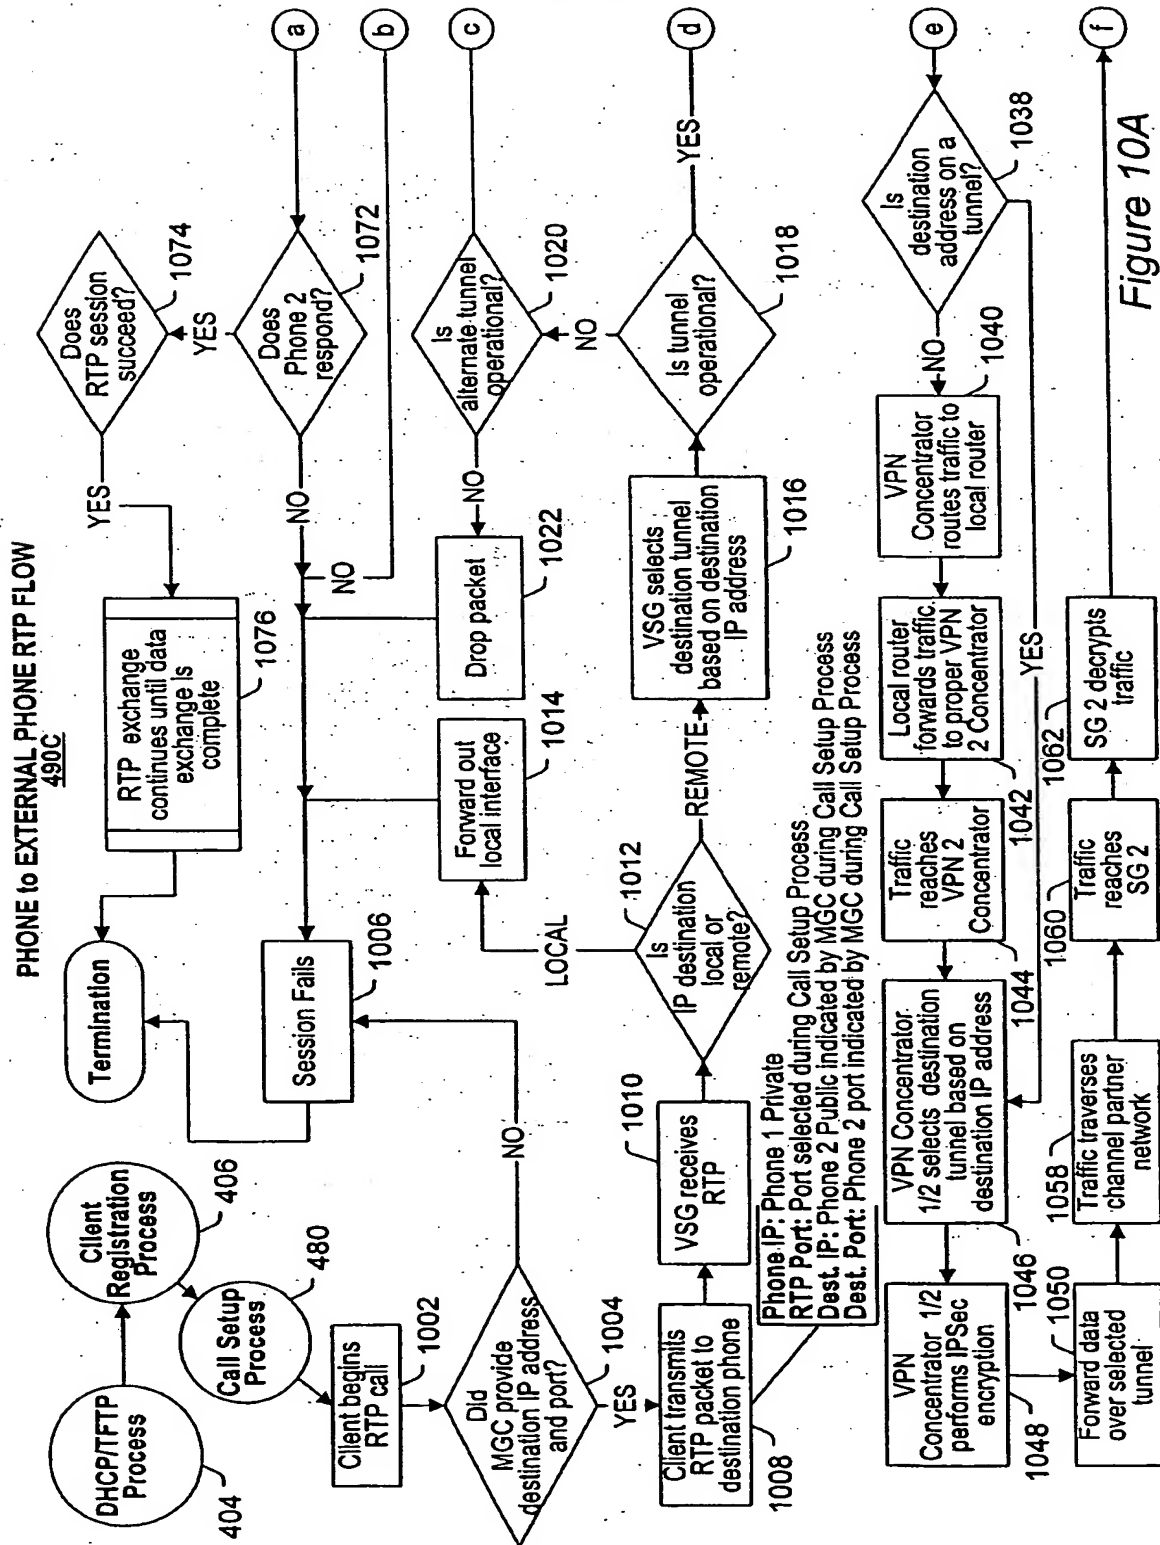 PHONE to EXTERNAL PHONE RTP FLOW
490C
DHCP/TFTP
Process
404
Client
Registration
Process
406
Call Setup
Process
480
Client begins
RTP call
1002
Did
MGC provide
destination IP address
and port?
1004
NO
YES
Termination
Session Fails
1006
RTP exchange
continues until data
exchange is
complete
1076
YES
Does
RTP session
succeed?
1074
YES
Does
Phone 2
respond?
1072
NO
NO
a
b
Client transmits
RTP packet to
destination phone
1008
VSG receives
RTP
1010
Is
IP destination
local or
remote?
1012
LOCAL
REMOTE
Forward out
local interface
1014
Drop packet
1022
NO
Is
alternate tunnel
operational?
1020
c
VSG selects
destination tunnel
based on destination
IP address
1016
NO
Is tunnel
operational?
1018
YES
d
Phone IP: Phone 1 Private
RTP Port: Port selected during Call Setup Process
Dest. IP: Phone 2 Public indicated by MGC during Call Setup Process
Dest. Port: Phone 2 port indicated by MGC during Call Setup Process
VPN
Concentrator 1/2
performs IPSec
encryption
1048
VPN Concentrator
1/2 selects destination
tunnel based on
destination IP address
1046
Traffic
reaches
VPN 2
Concentrator
1044
Local router
forwards traffic
to proper VPN
2 Concentrator
1042
VPN
Concentrator
routes traffic to
local router
1040
NO
Is
destination
address on a
tunnel?
1038
YES
e
Forward data
over selected
tunnel
1050
Traffic traverses
channel partner
network
1058
Traffic
reaches
SG 2
1060
SG 2 decrypts
traffic
1062
f
Figure 10A